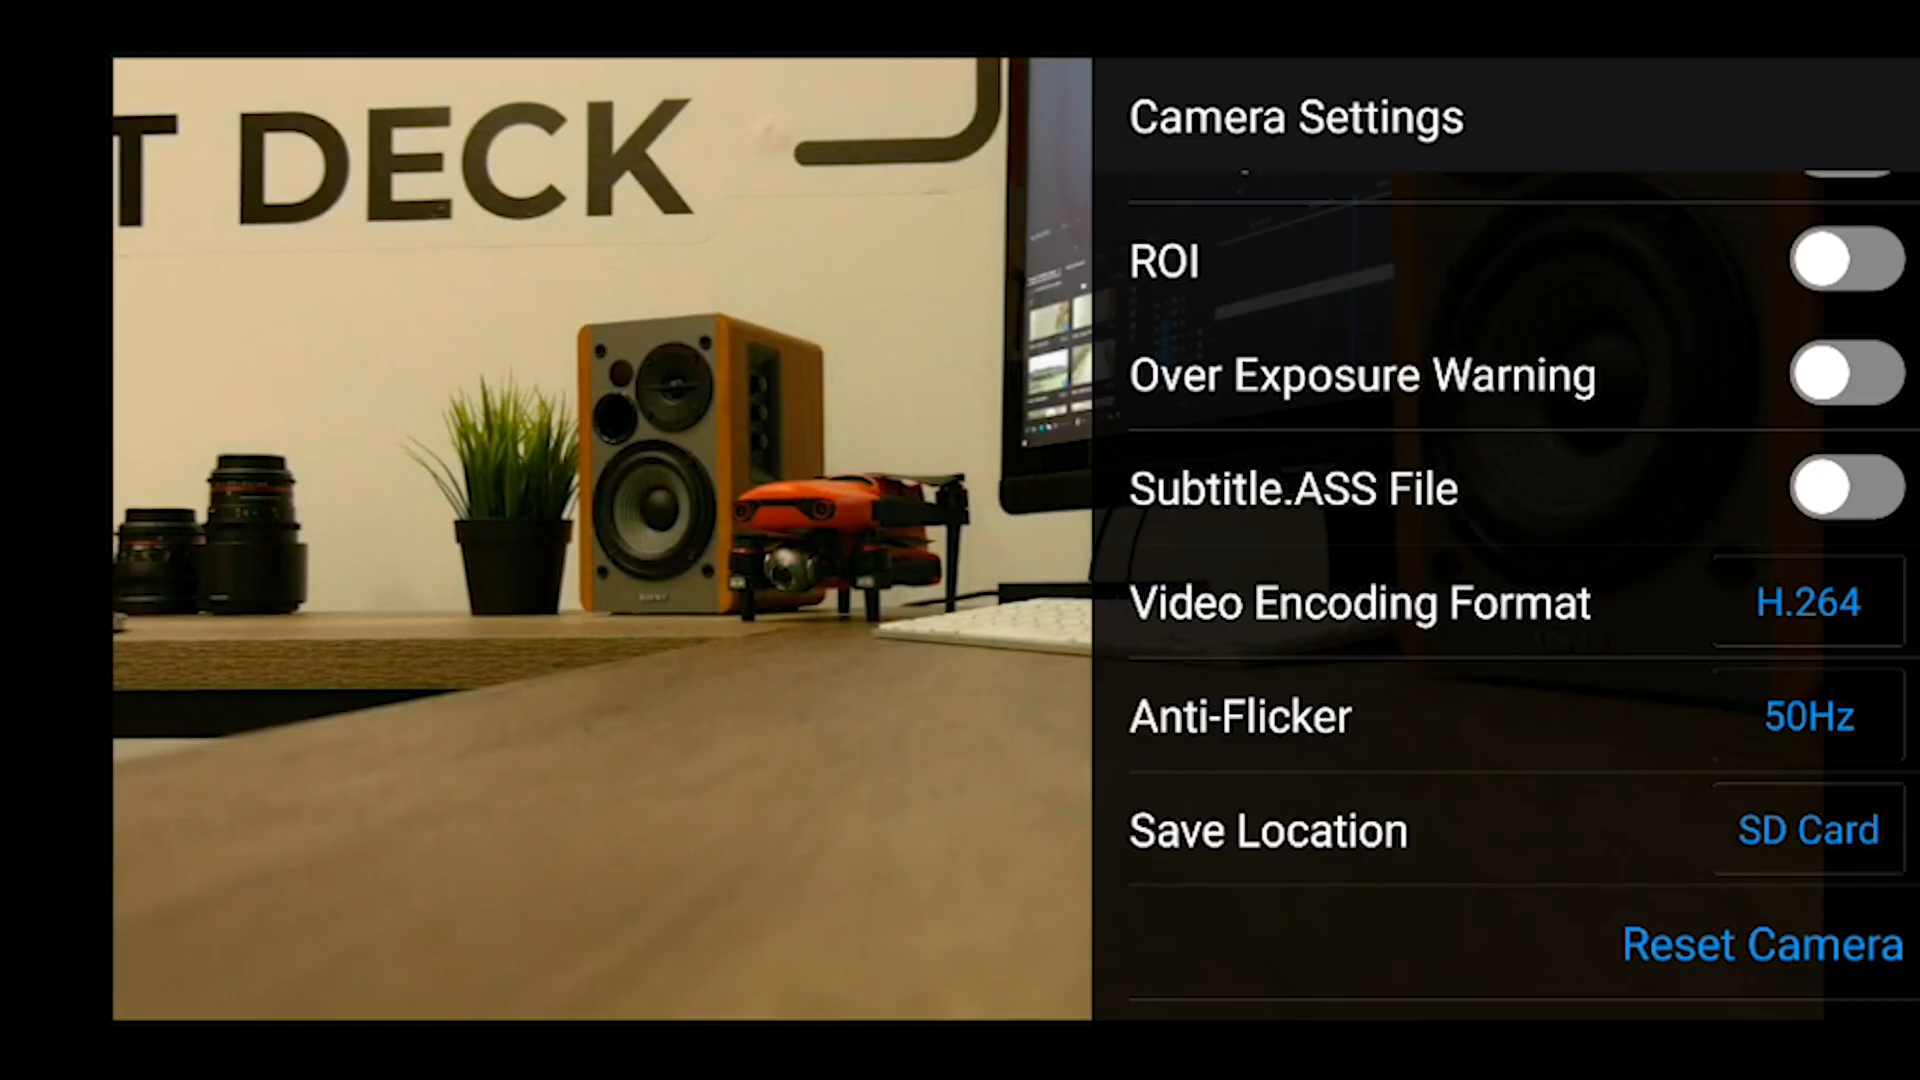 T DECK
Camera Settings
ROI
Over Exposure Warning
Subtitle.ASS File
Video Encoding Format
H.264
Anti-Flicker
50Hz
Save Location
SD Card
Reset Camera